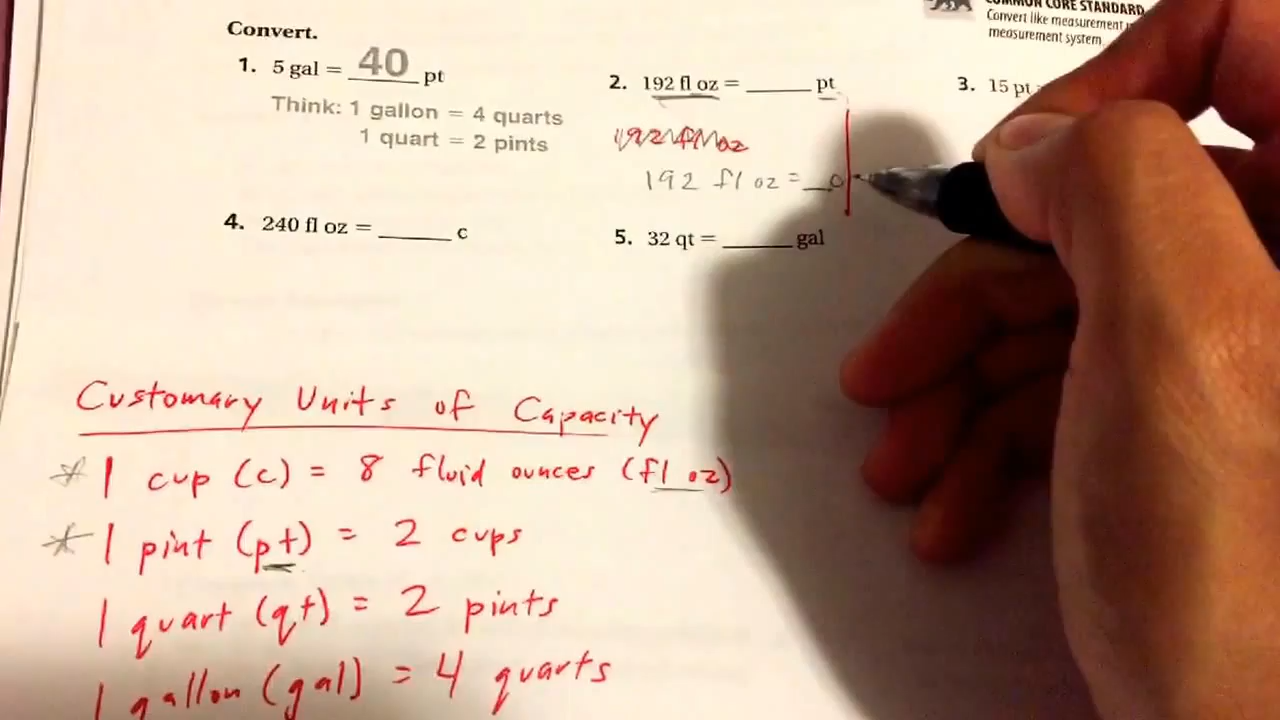 COMMON CORE STANDARD
Convert like measurement
measurement system.
Convert.
1. 5 gal = 40 pt
Think: 1 gallon = 4 quarts
1 quart = 2 pints
2. 192 fl oz = ______ pt
192 fl oz
192 fl oz = __ c
3. 15 pt
4. 240 fl oz = ______ c
5. 32 qt = ______ gal
Customary Units of Capacity
* 1 cup (c) = 8 fluid ounces (fl oz)
* 1 pint (pt) = 2 cups
1 quart (qt) = 2 pints
1 gallon (gal) = 4 quarts